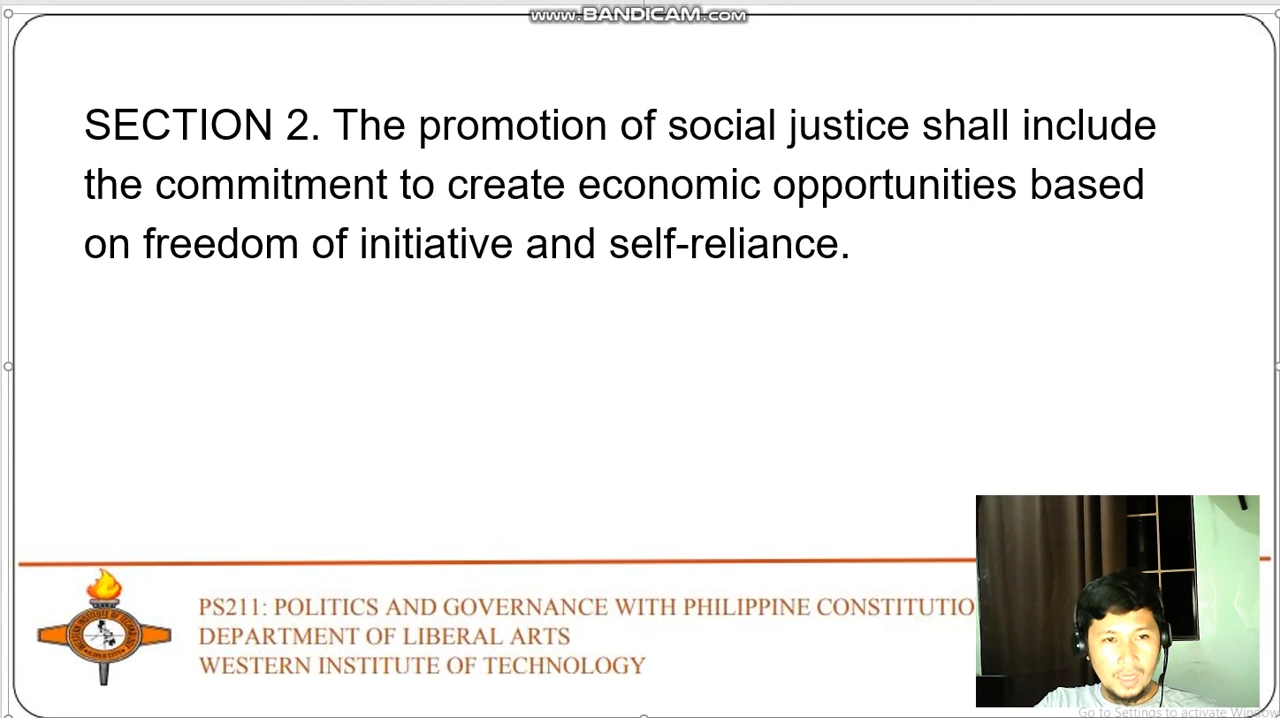 www.BANDICAM.com
SECTION 2. The promotion of social justice shall include
the commitment to create economic opportunities based
on freedom of initiative and self-reliance.
PS211: POLITICS AND GOVERNANCE WITH PHILIPPINE CONSTITUTIO
DEPARTMENT OF LIBERAL ARTS
WESTERN INSTITUTE OF TECHNOLOGY
Go to Settings to activate Window